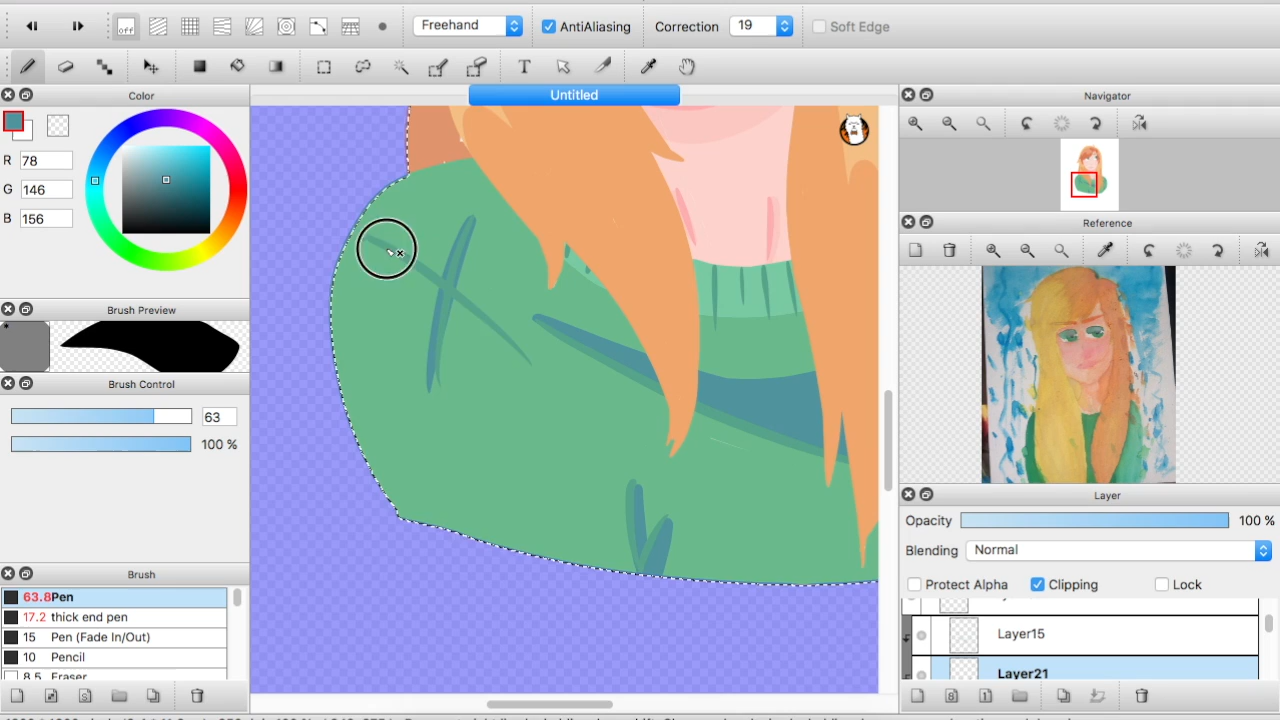 off
Freehand
AntiAliasing
Correction
19
Soft Edge
T
Color
Untitled
Navigator
R 78
G 146
B 156
Reference
Brush Preview
Brush Control
63
100 %
Layer
Opacity
100 %
Blending
Normal
Protect Alpha
Clipping
Lock
Brush
63.8Pen
17.2 thick end pen
15 Pen (Fade In/Out)
10 Pencil
8.5 Eraser
Layer15
Layer21